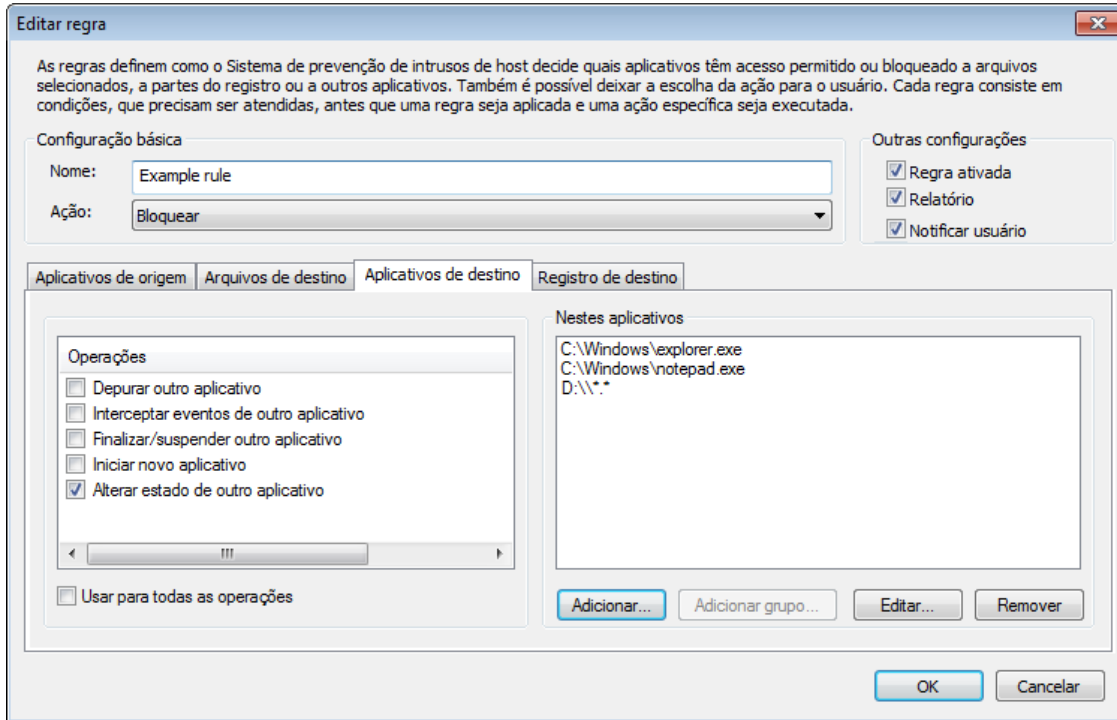 Editar regra
As regras definem como o Sistema de prevenção de intrusos de host decide quais aplicativos têm acesso permitido ou bloqueado a arquivos
selecionados, a partes do registro ou a outros aplicativos. Também é possível deixar a escolha da ação para o usuário. Cada regra consiste em
condições, que precisam ser atendidas, antes que uma regra seja aplicada e uma ação específica seja executada.
Configuração básica
Nome:
Example rule
Ação:
Bloquear
Outras configurações
Regra ativada
Relatório
Notificar usuário
Aplicativos de origem
Arquivos de destino
Aplicativos de destino
Registro de destino
Operações
Depurar outro aplicativo
Interceptar eventos de outro aplicativo
Finalizar/suspender outro aplicativo
Iniciar novo aplicativo
Alterar estado de outro aplicativo
Usar para todas as operações
Nestes aplicativos
C:\Windows\explorer.exe
C:\Windows\notepad.exe
D:\\*.*
Adicionar...
Adicionar grupo...
Editar...
Remover
OK
Cancelar